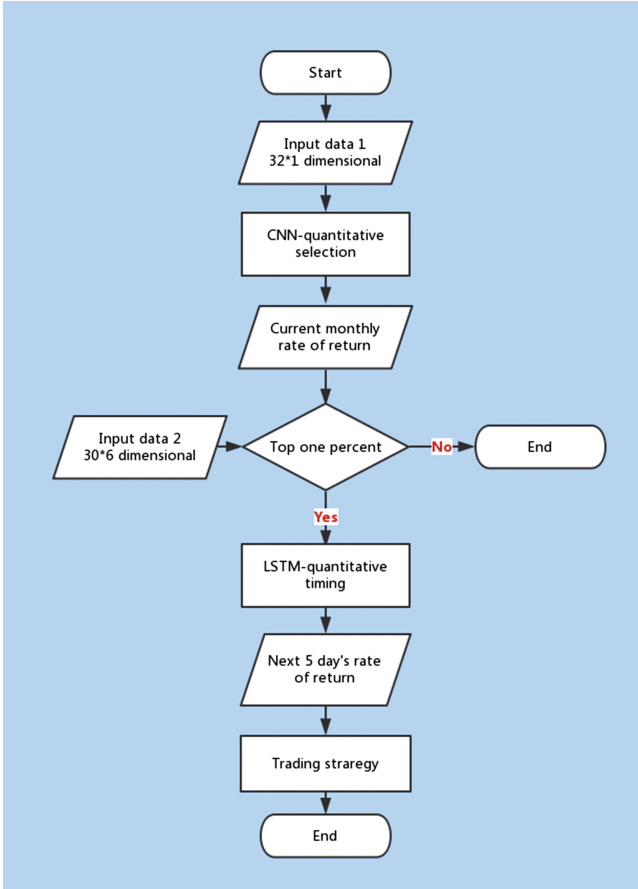 Start
Input data 1
32*1 dimensional
CNN-quantitative
selection
Current monthly
rate of return
Input data 2
30*6 dimensional
Top one percent
No
End
Yes
LSTM-quantitative
timing
Next 5 day's rate
of return
Trading straregy
End